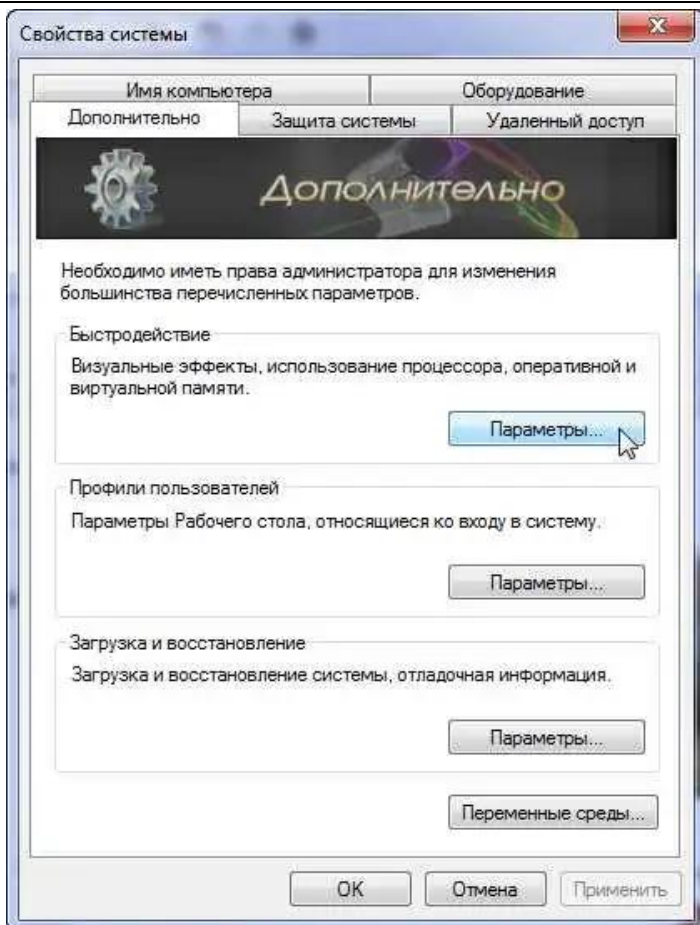 Свойства системы
Имя компьютера
Оборудование
Дополнительно
Защита системы
Удаленный доступ
Дополнительно
Необходимо иметь права администратора для изменения
большинства перечисленных параметров.
Быстродействие
Визуальные эффекты, использование процессора, оперативной и
виртуальной памяти.
Параметры...
Профили пользователей
Параметры Рабочего стола, относящиеся ко входу в систему.
Параметры...
Загрузка и восстановление
Загрузка и восстановление системы, отладочная информация.
Параметры...
Переменные среды...
ОК
Отмена
Применить